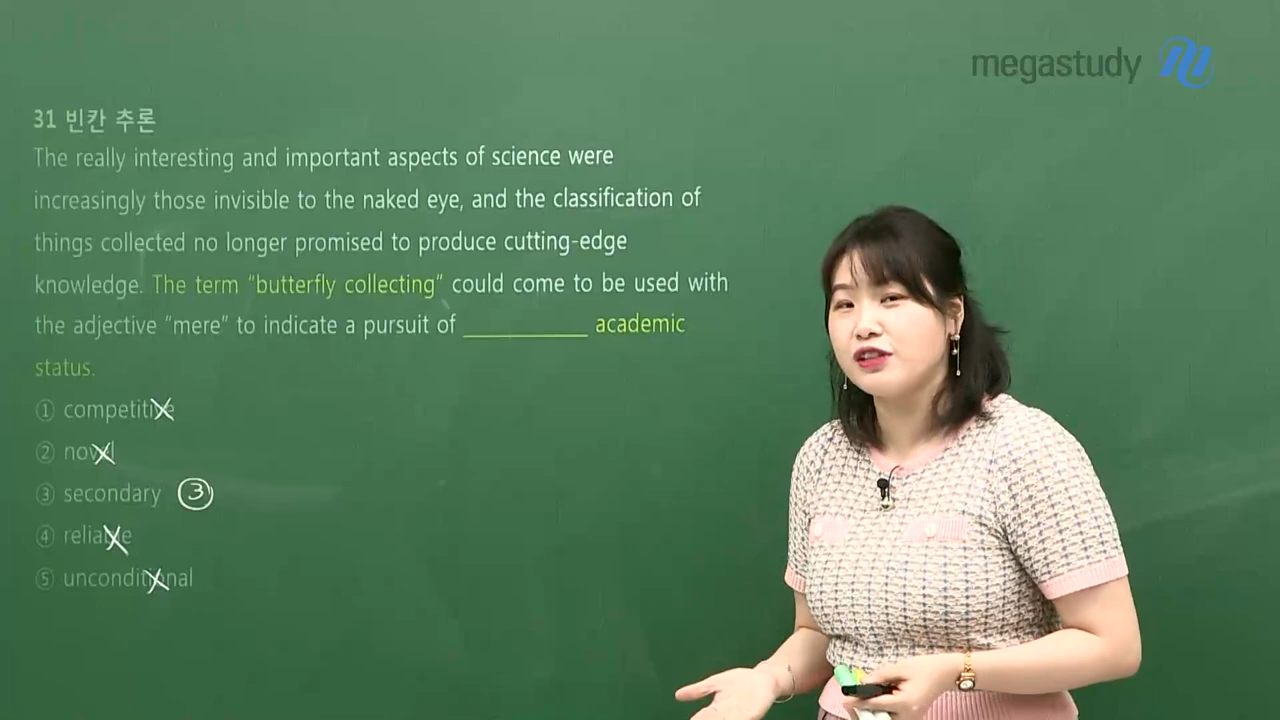 megastudy
31 빈칸 추론
The really interesting and important aspects of science were
increasingly those invisible to the naked eye, and the classification of
things collected no longer promised to produce cutting-edge
knowledge. The term “butterfly collecting” could come to be used with
the adjective “mere” to indicate a pursuit of __________ academic
status.
① competitive
② novel
③ secondary ③
④ reliable
⑤ unconditional